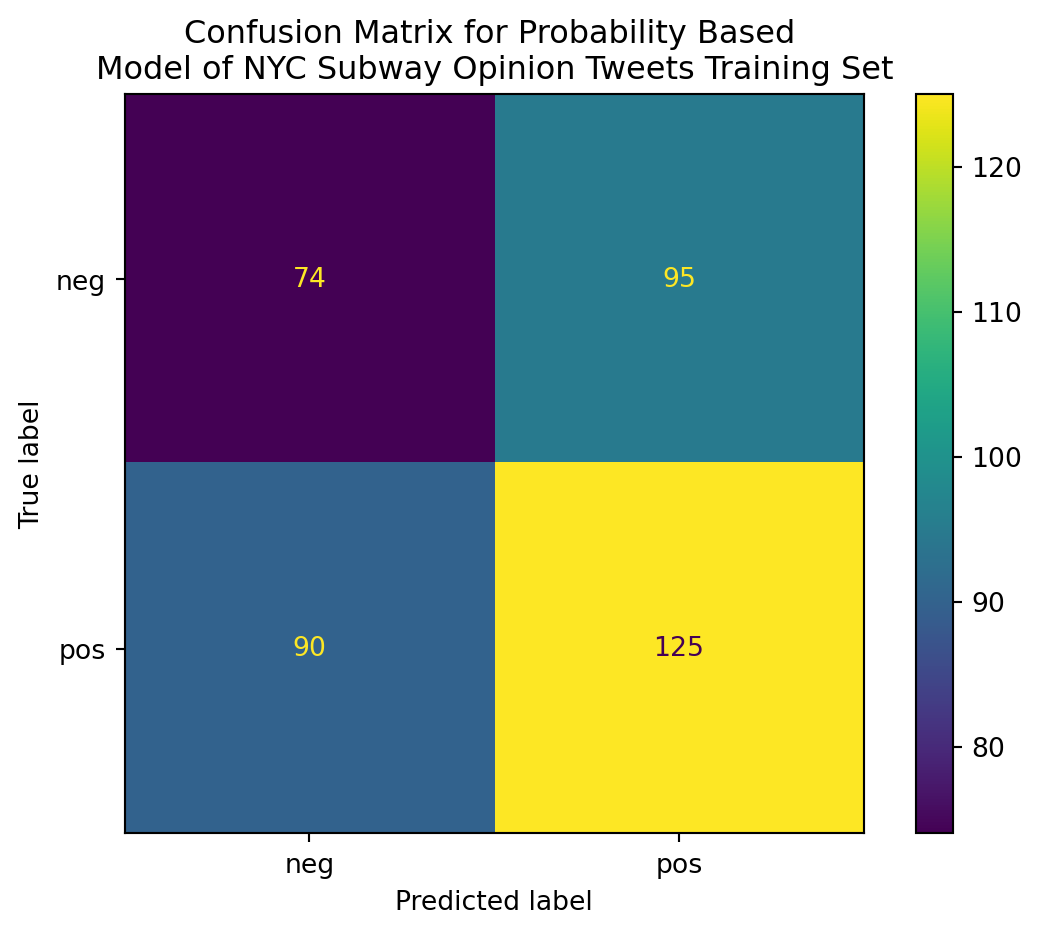 Confusion Matrix for Probability Based
Model of NYC Subway Opinion Tweets Training Set
True label
neg
74
95
pos
90
125
neg
pos
Predicted label
120
110
100
90
80